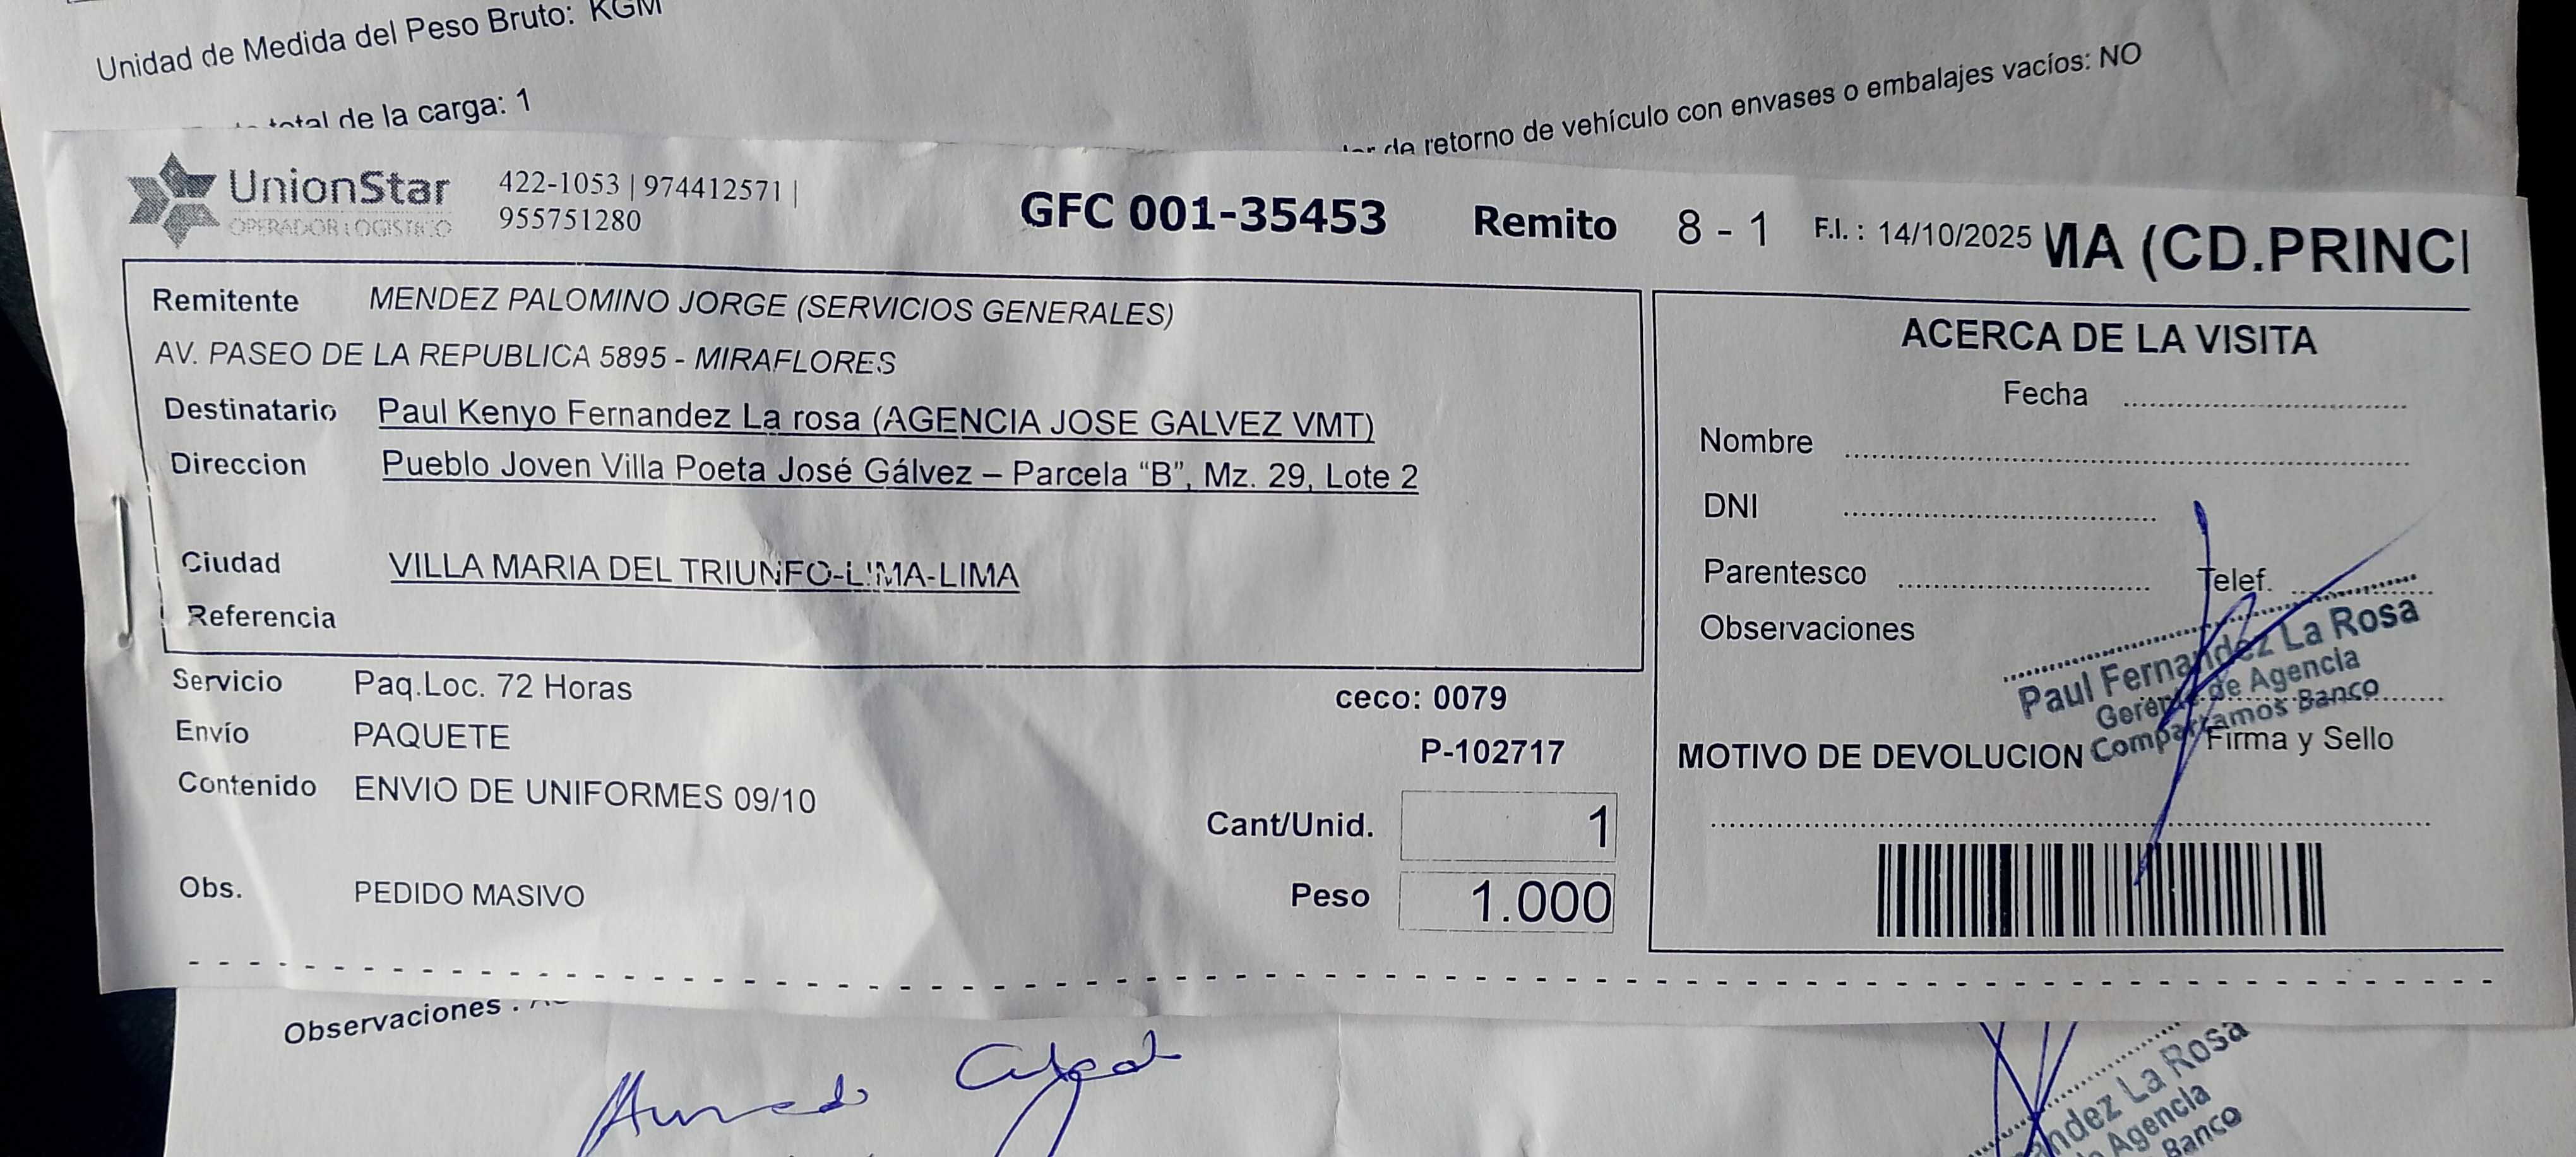 Unidad de Medida del Peso Bruto: KGM
total de la carga: 1
de retorno de vehículo con envases o embalajes vacíos: NO
UnionStar
OPERADOR LOGISTICO
422-1053 | 974412571 |
955751280
GFC 001-35453 Remito 8 - 1 F.I. : 14/10/2025 MA (CD.PRINCI
Remitente MENDEZ PALOMINO JORGE (SERVICIOS GENERALES)
AV. PASEO DE LA REPUBLICA 5895 - MIRAFLORES
Destinatario Paul Kenyo Fernandez La rosa (AGENCIA JOSE GALVEZ VMT)
Direccion Pueblo Joven Villa Poeta José Gálvez – Parcela “B”, Mz. 29, Lote 2
Ciudad VILLA MARIA DEL TRIUNFO-LIMA-LIMA
Referencia
Servicio Paq.Loc. 72 Horas
ceco: 0079
Envío PAQUETE
P-102717
Contenido ENVIO DE UNIFORMES 09/10
Cant/Unid. 1
Obs. PEDIDO MASIVO
Peso 1.000
ACERCA DE LA VISITA
Fecha
Nombre
DNI
Parentesco Telef.
Observaciones
Paul Fernandez La Rosa
Gerente de Agencia
Compartamos Banco
Firma y Sello
MOTIVO DE DEVOLUCION
Observaciones :
ndez La Rosa
Agencia
Banco